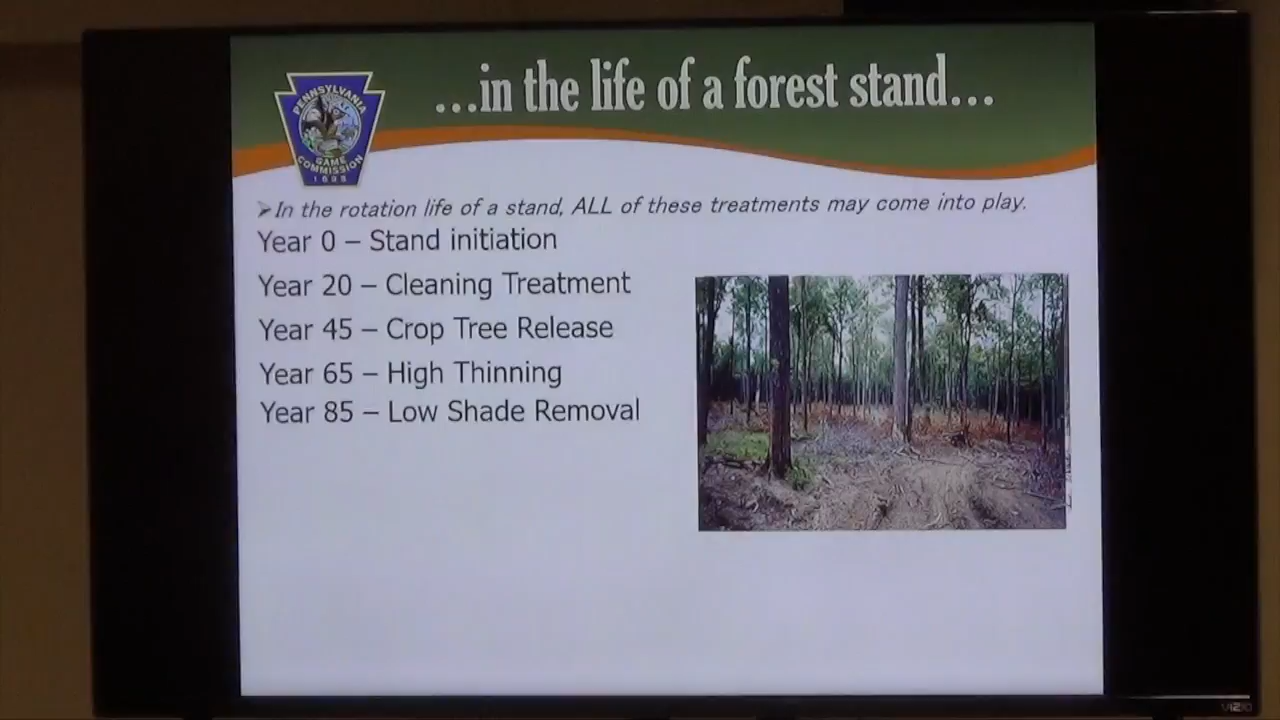 …in the life of a forest stand…
PENNSYLVANIA
GAME
COMMISSION
1895
➢In the rotation life of a stand, ALL of these treatments may come into play.
Year 0 – Stand initiation
Year 20 – Cleaning Treatment
Year 45 – Crop Tree Release
Year 65 – High Thinning
Year 85 – Low Shade Removal
VIZIO